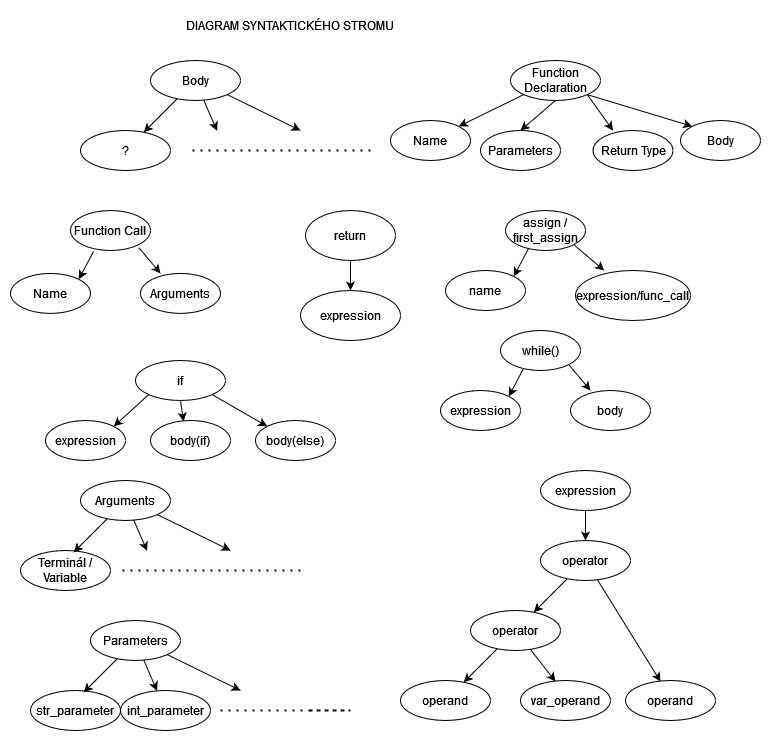 DIAGRAM SYNTAKTICKÉHO STROMU
Body
?
Function
Declaration
Name
Parameters
Return Type
Body
Function Call
Name
Arguments
return
expression
assign /
first_assign
name
expression/func_call
if
expression
body(if)
body(else)
while()
expression
body
Arguments
Terminál /
Variable
expression
operator
operator
operand
var_operand
operand
Parameters
str_parameter
int_parameter